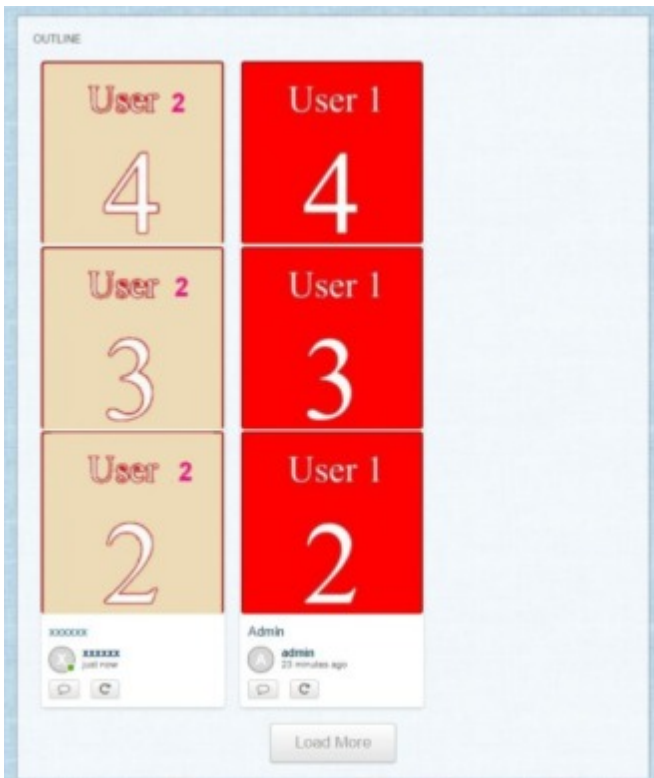 OUTLINE
User 2
4
User 2
3
User 2
2
xxxxxx
X
xxxxxx
just now
User 1
4
User 1
3
User 1
2
Admin
A
admin
23 minutes ago
Load More